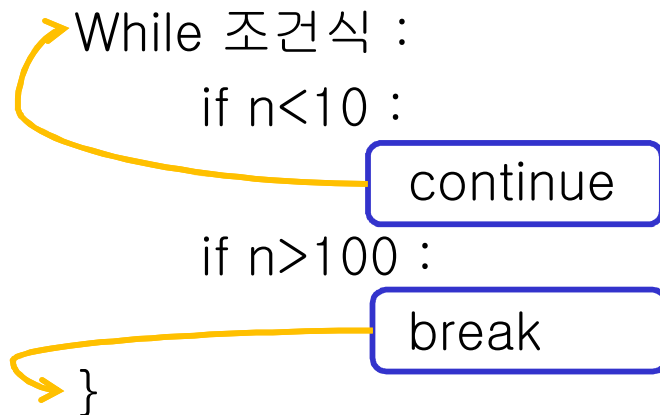 While 조건식 :
if n<10 :
continue
if n>100 :
break
}